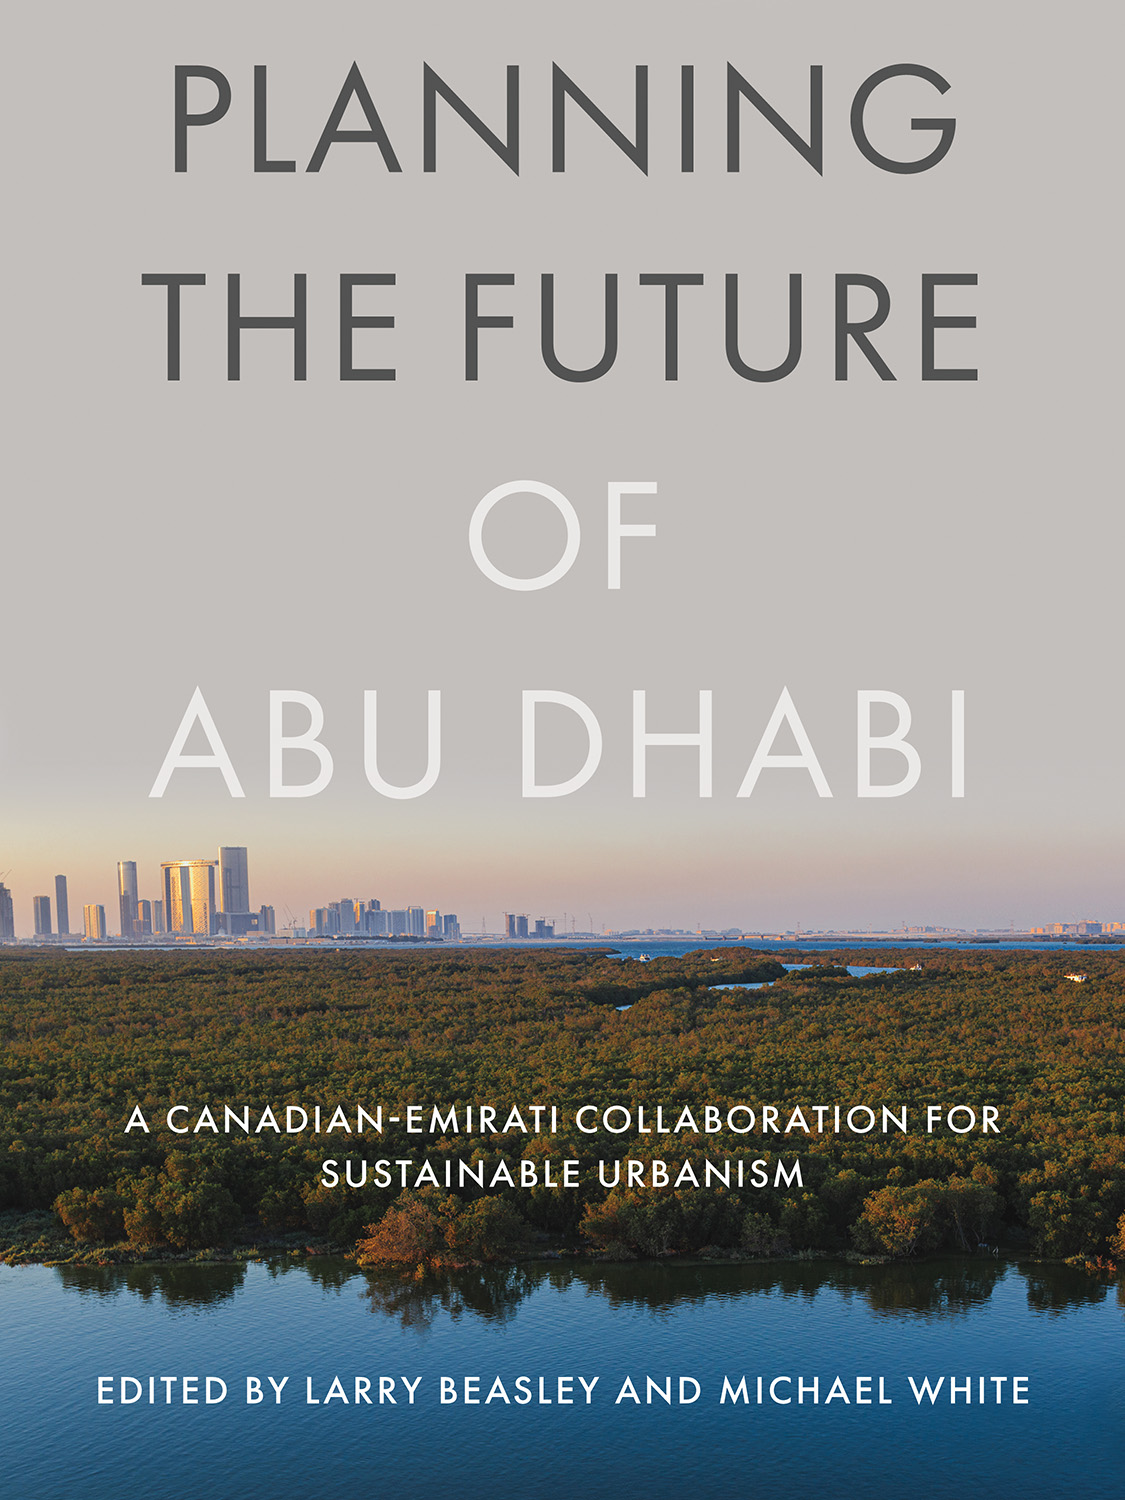 PLANNING
THE FUTURE
OF
ABU DHABI
A CANADIAN-EMIRATI COLLABORATION FOR
SUSTAINABLE URBANISM
EDITED BY LARRY BEASLEY AND MICHAEL WHITE